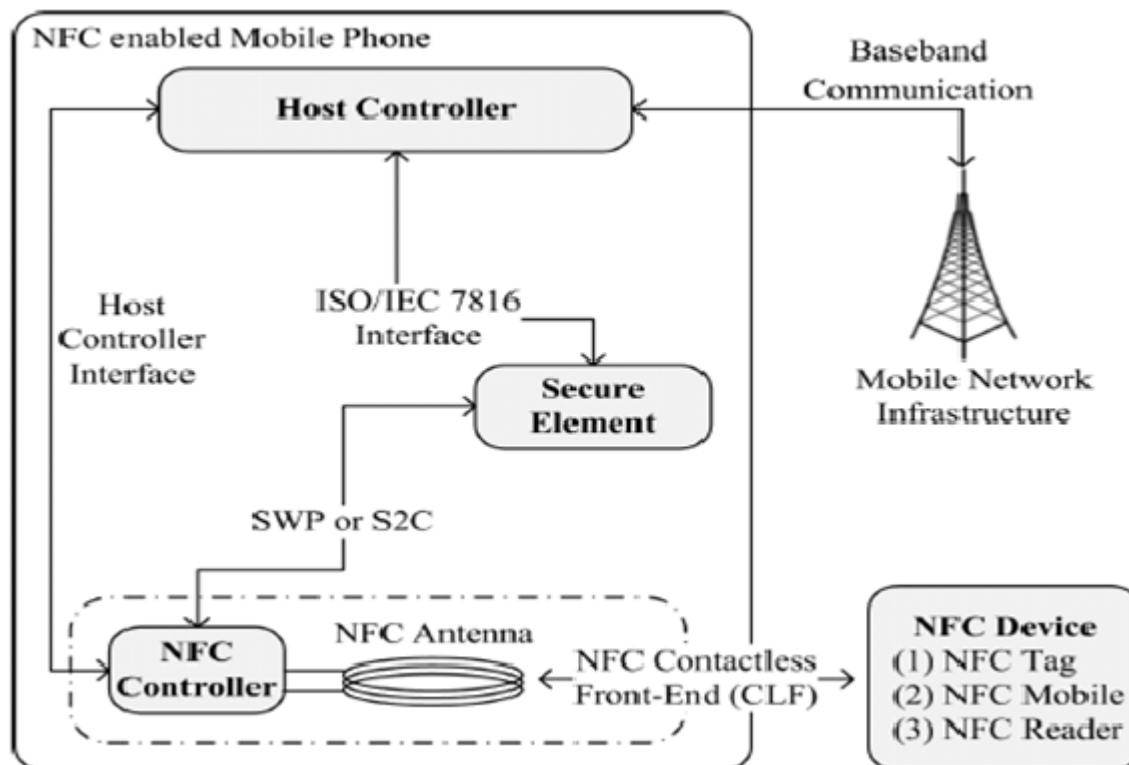 NFC enabled Mobile Phone
Host Controller
Baseband
Communication
Host
Controller
Interface
ISO/IEC 7816
Interface
Secure
Element
Mobile Network
Infrastructure
SWP or S2C
NFC
Controller
NFC Antenna
NFC Contactless
Front-End (CLF)
NFC Device
(1) NFC Tag
(2) NFC Mobile
(3) NFC Reader